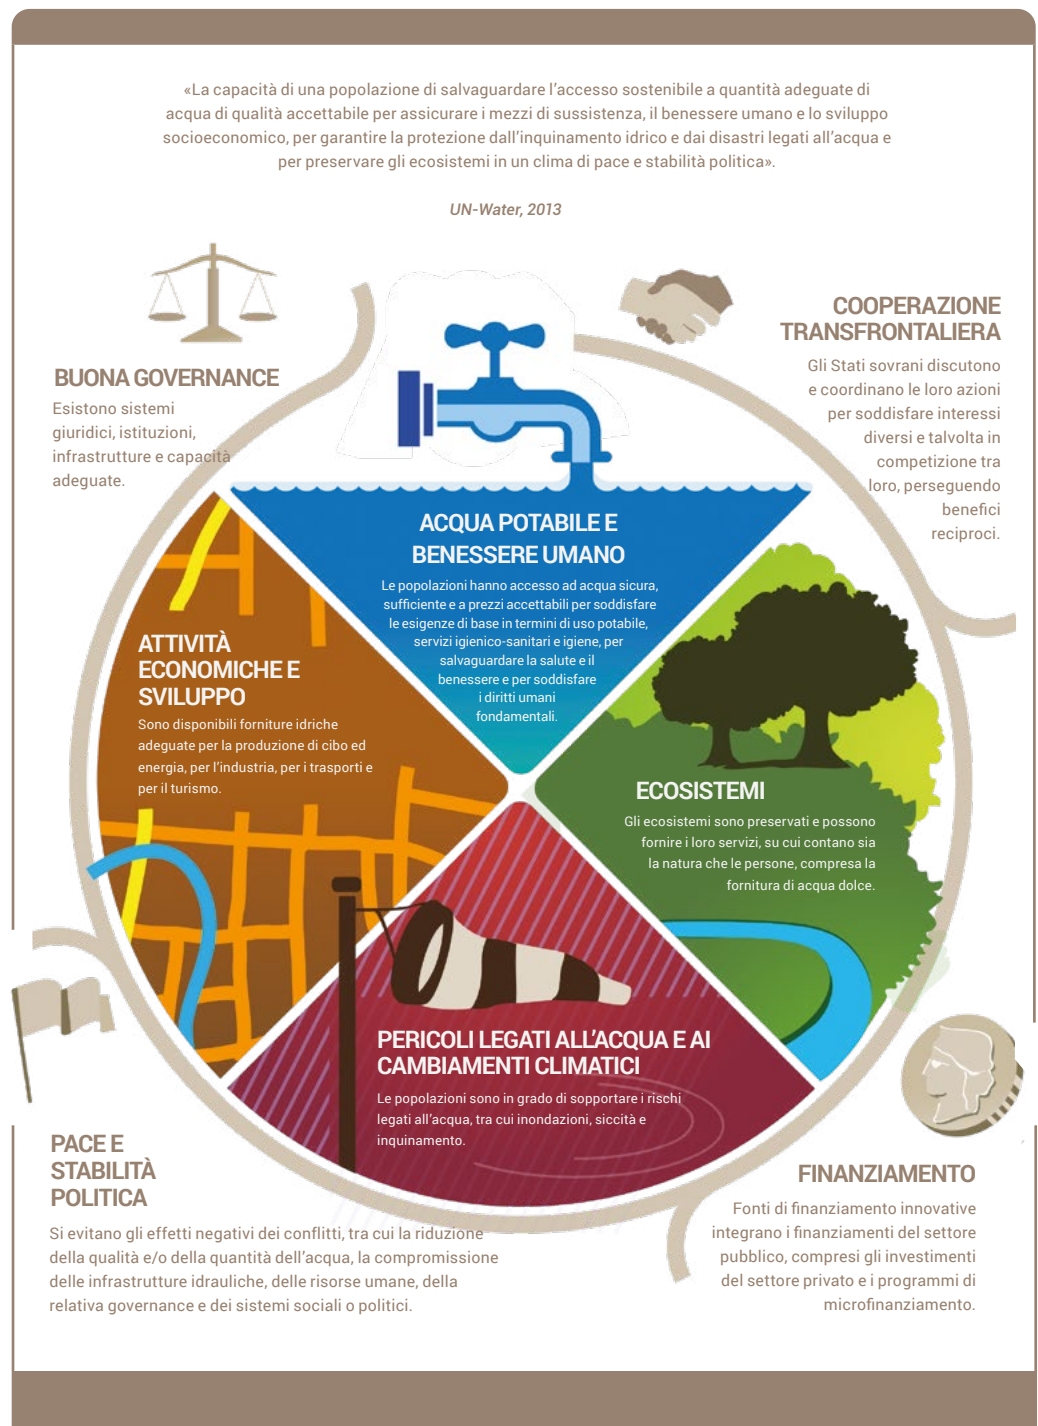 «La capacità di una popolazione di salvaguardare l'accesso sostenibile a quantità adeguate di
acqua di qualità accettabile per assicurare i mezzi di sussistenza, il benessere umano e lo sviluppo
socioeconomico, per garantire la protezione dall'inquinamento idrico e dai disastri legati all'acqua e
per preservare gli ecosistemi in un clima di pace e stabilità politica».
UN-Water, 2013
BUONA GOVERNANCE
Esistono sistemi
giuridici, istituzioni,
infrastrutture e capacità
adeguate.
COOPERAZIONE
TRANSFRONTALIERA
Gli Stati sovrani discutono
e coordinano le loro azioni
per soddisfare interessi
diversi e talvolta in
competizione tra
loro, perseguendo
benefici
reciproci.
ACQUA POTABILE E
BENESSERE UMANO
Le popolazioni hanno accesso ad acqua sicura,
sufficiente e a prezzi accettabili per soddisfare
le esigenze di base in termini di uso potabile,
servizi igienico-sanitari e igiene, per
salvaguardare la salute e il
benessere e per soddisfare
i diritti umani
fondamentali.
ATTIVITÀ
ECONOMICHE E
SVILUPPO
Sono disponibili forniture idriche
adeguate per la produzione di cibo ed
energia, per l'industria, per i trasporti e
per il turismo.
ECOSISTEMI
Gli ecosistemi sono preservati e possono
fornire i loro servizi, su cui contano sia
la natura che le persone, compresa la
fornitura di acqua dolce.
PERICOLI LEGATI ALL'ACQUA E AI
CAMBIAMENTI CLIMATICI
Le popolazioni sono in grado di sopportare i rischi
legati all'acqua, tra cui inondazioni, siccità e
inquinamento.
PACE E
STABILITÀ
POLITICA
Si evitano gli effetti negativi dei conflitti, tra cui la riduzione
della qualità e/o della quantità dell'acqua, la compromissione
delle infrastrutture idrauliche, delle risorse umane, della
relativa governance e dei sistemi sociali o politici.
FINANZIAMENTO
Fonti di finanziamento innovative
integrano i finanziamenti del settore
pubblico, compresi gli investimenti
del settore privato e i programmi di
microfinanziamento.